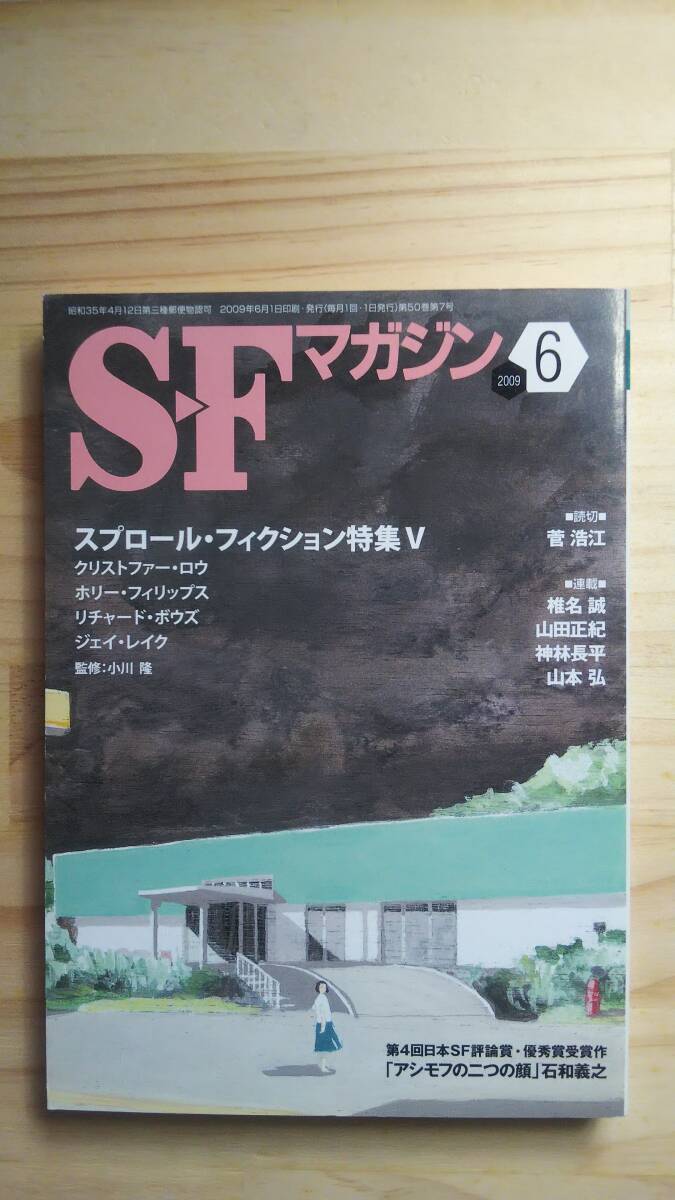 昭和35年4月12日第三種郵便物認可 2009年6月1日印刷・発行(毎月1回・1日発行)第50巻第7号
SFマガジン
2009
6
スプロール・フィクション特集Ⅴ
クリストファー・ロウ
ホリー・フィリップス
リチャード・ボウズ
ジェイ・レイク
監修:小川 隆
■読切■
菅 浩江
■連載■
椎名 誠
山田正紀
神林長平
山本 弘
第4回日本SF評論賞・優秀賞受賞作
「アシモフの二つの顔」石和義之